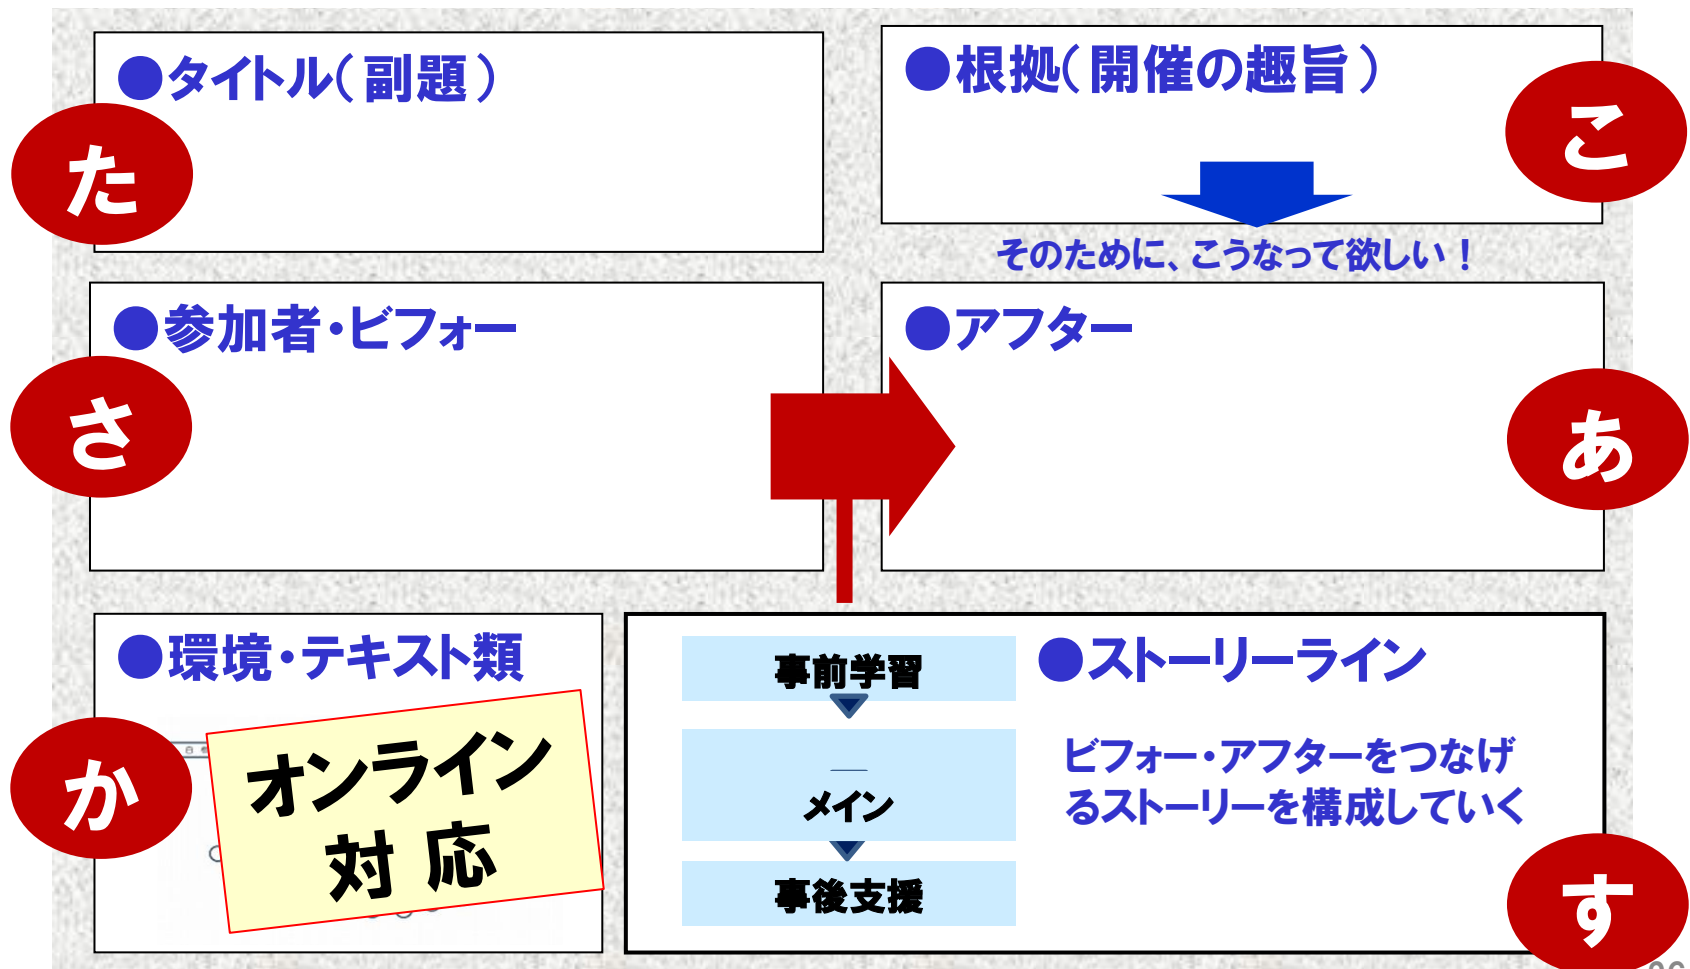 ●タイトル(副題)
た
●根拠(開催の趣旨)
こ
そのために、こうなって欲しい!
●参加者・ビフォー
さ
●アフター
あ
●環境・テキスト類
か
オンライン
対応
事前学習
メイン
事後支援
●ストーリーライン
ビフォー・アフターをつなげ
るストーリーを構成していく
す